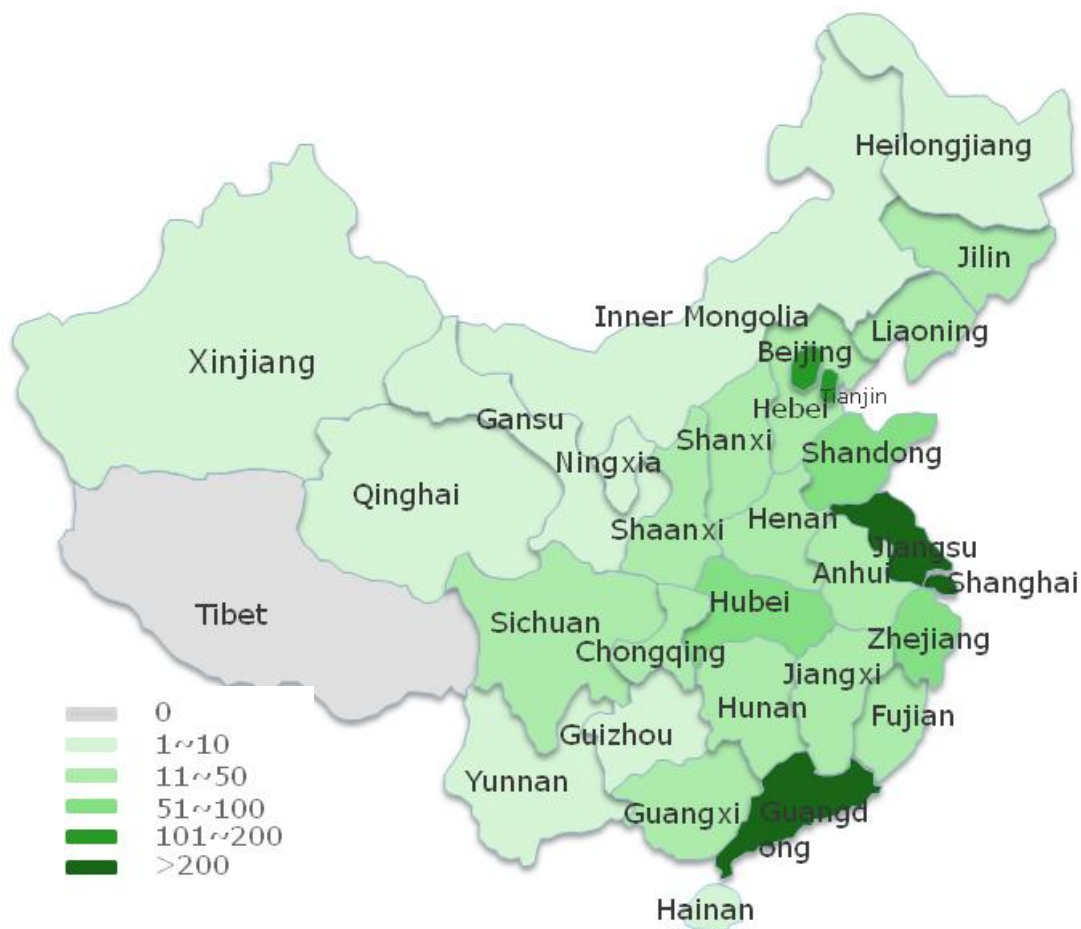 Heilongjiang
Jilin
Inner Mongolia
Liaoning
Beijing
Xinjiang
Tianjin
Hebei
Gansu
Shanxi
Shandong
Ningxia
Qinghai
Henan
Shaanxi
Jiangsu
Anhui
Shanghai
Hubei
Tibet
Sichuan
Zhejiang
Chongqing
Jiangxi
Hunan
Fujian
Guizhou
Yunnan
Guangxi
Guangd
ong
Hainan
0
1~10
11~50
51~100
101~200
>200